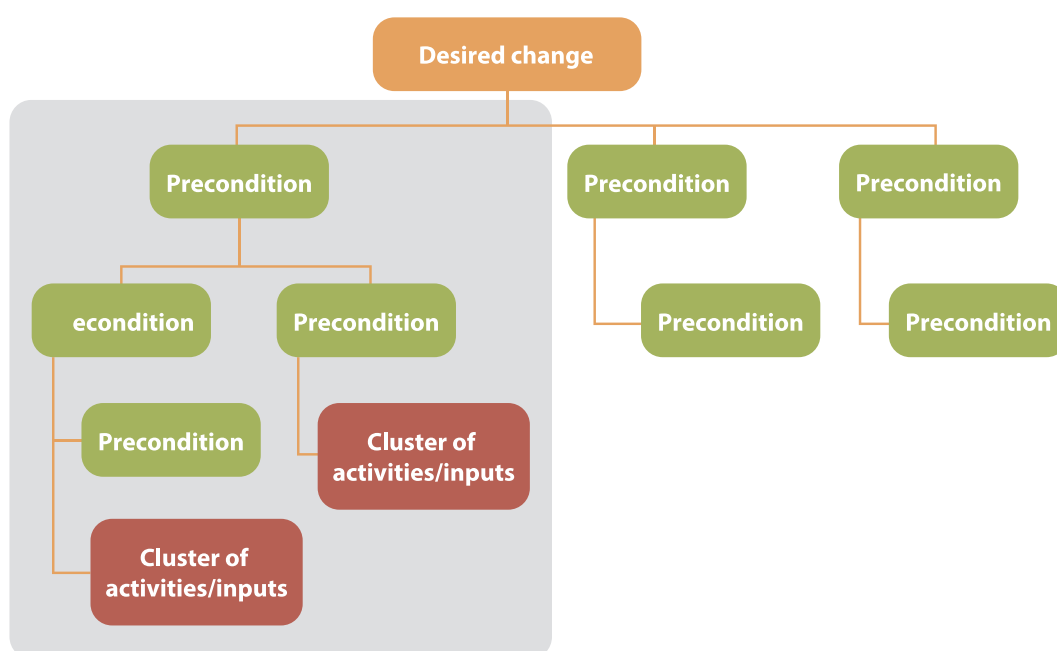 Desired change
Precondition
Precondition
Precondition
econdition
Precondition
Precondition
Precondition
Precondition
Cluster of
activities/inputs
Cluster of
activities/inputs